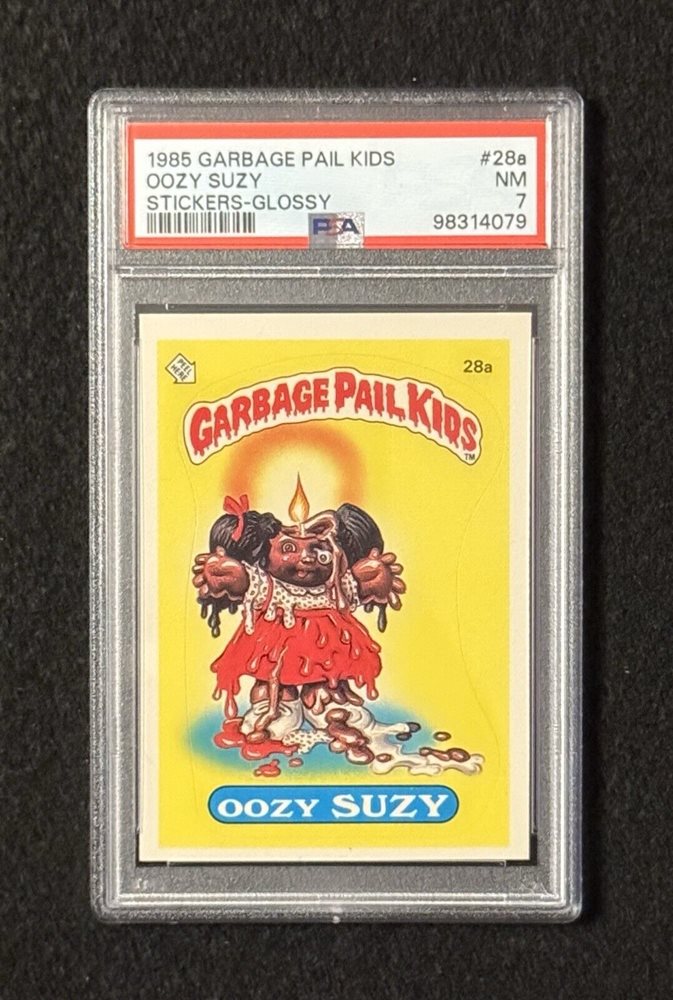 1985 GARBAGE PAIL KIDS #28a
OOZY SUZY NM
STICKERS-GLOSSY 7
PSA 98314079
PEEL HERE
28a
GARBAGE PAIL KIDS
TM
OOZY SUZY